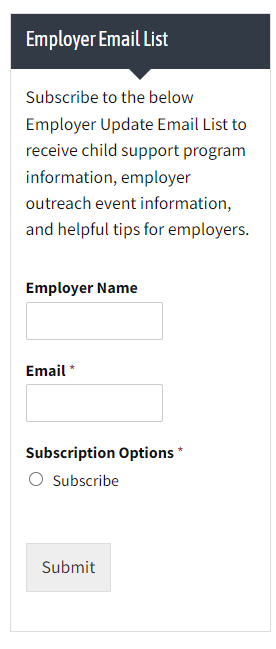 Employer Email List
Subscribe to the below
Employer Update Email List to
receive child support program
information, employer
outreach event information,
and helpful tips for employers.
Employer Name
Email *
Subscription Options *
Subscribe
Submit